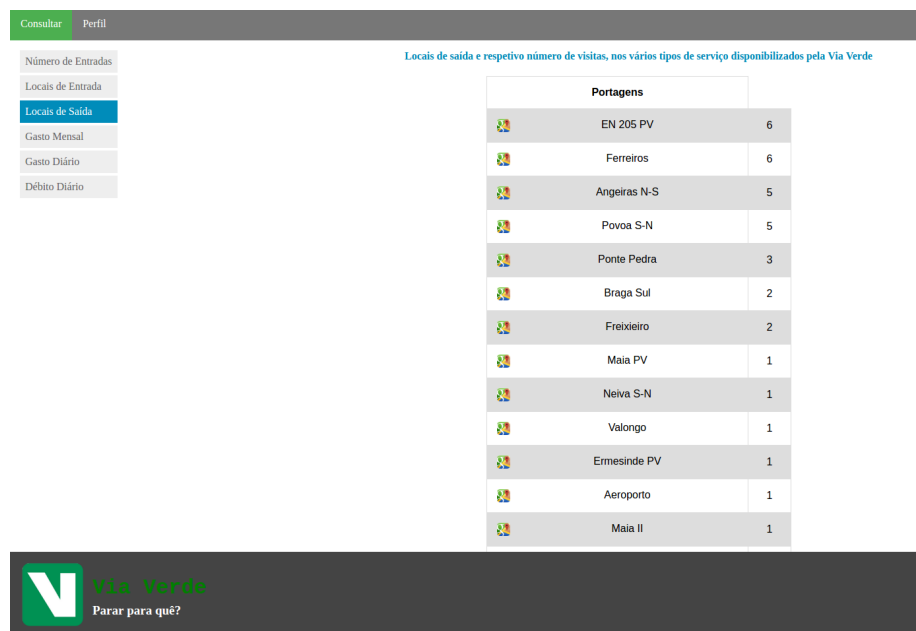 Consultar Perfil
Número de Entradas
Locais de Entrada
Locais de Saída
Gasto Mensal
Gasto Diário
Débito Diário
Locais de saída e respetivo número de visitas, nos vários tipos de serviço disponibilizados pela Via Verde
Portagens
EN 205 PV 6
Ferreiros 6
Angeiras N-S 5
Povoa S-N 5
Ponte Pedra 3
Braga Sul 2
Freixieiro 2
Maia PV 1
Neiva S-N 1
Valongo 1
Ermesinde PV 1
Aeroporto 1
Maia II 1
Via Verde
Parar para quê?